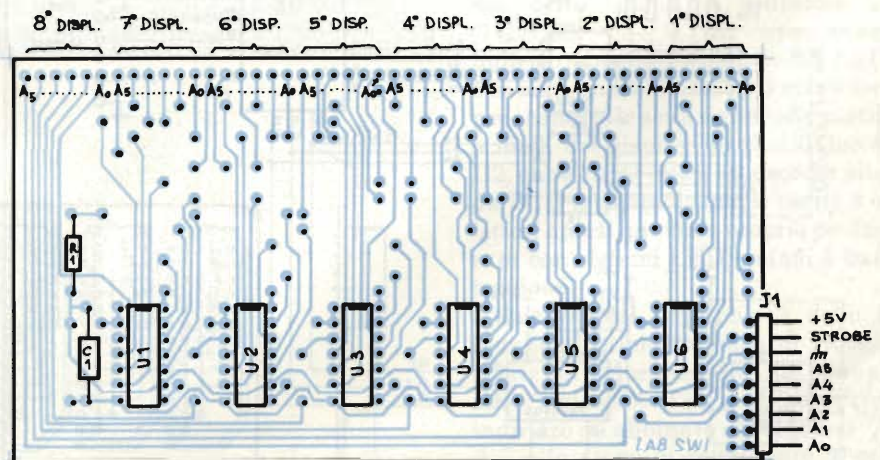 8° DISPL. 7° DISPL. 6° DISP. 5° DISP. 4° DISPL. 3° DISPL. 2° DISPL. 1° DISPL.
A5 ........ A0 A5 ........ A0 A5 ........ A0 A5 ........ A0 A5 ........ A0 A5 ........ A0 A5 ........ A0 A5 ........ A0
R1
C1
U1 U2 U3 U4 U5 U6
J1
+5V
STROBE
A5
A4
A3
A2
A1
A0
LAB SWI